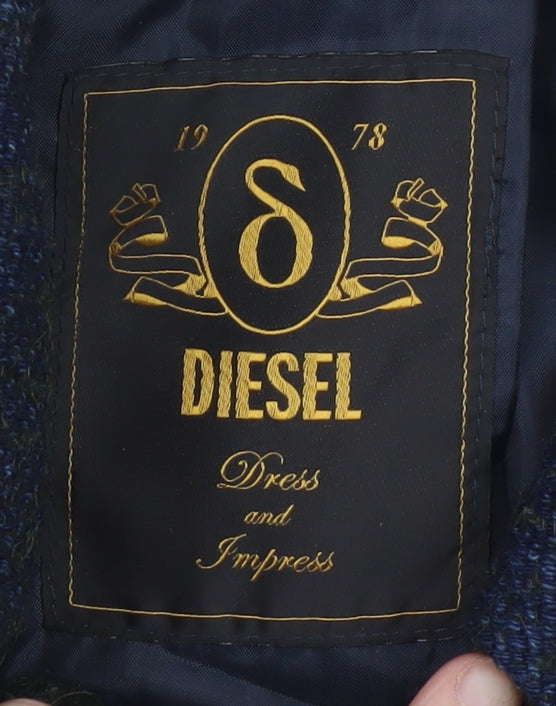 19 78
δ
DIESEL
Dress
and
Impress